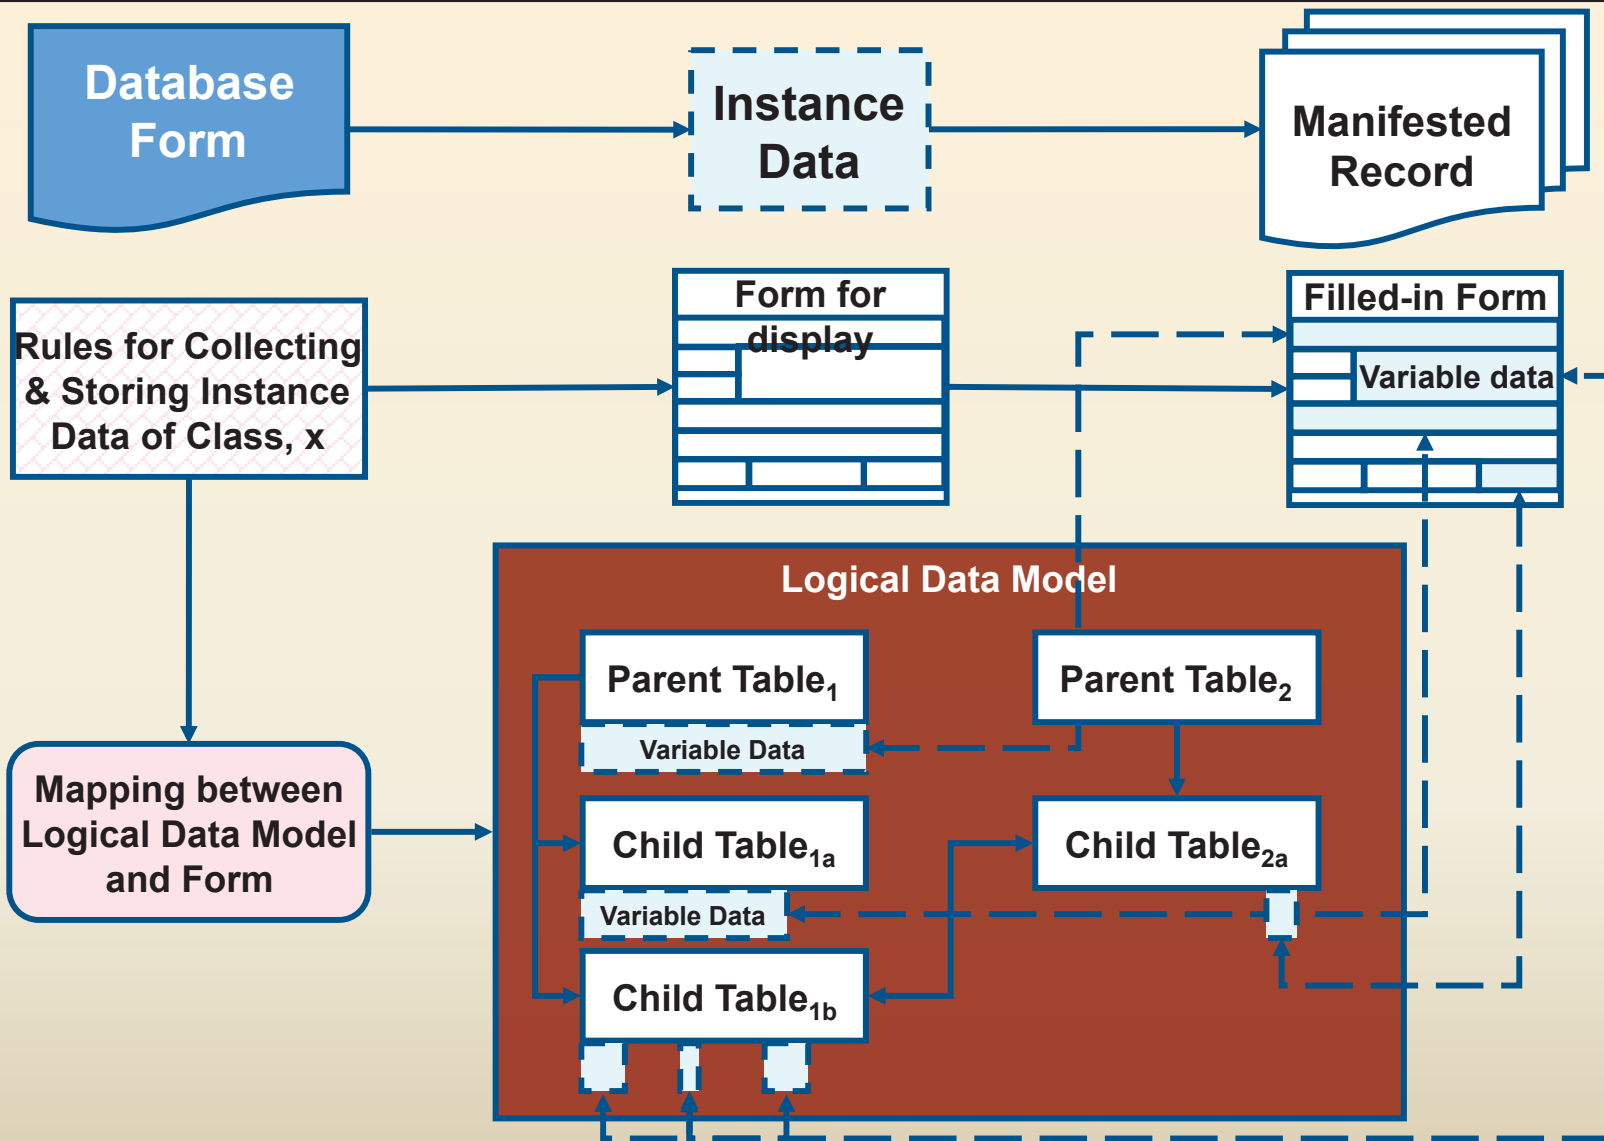 Database
Form
Instance
Data
Manifested
Record
Rules for Collecting
& Storing Instance
Data of Class, x
Form for
display
Filled-in Form
Variable data
Logical Data Model
Parent Table1
Parent Table2
Variable Data
Mapping between
Logical Data Model
and Form
Child Table1a
Child Table2a
Variable Data
Child Table1b